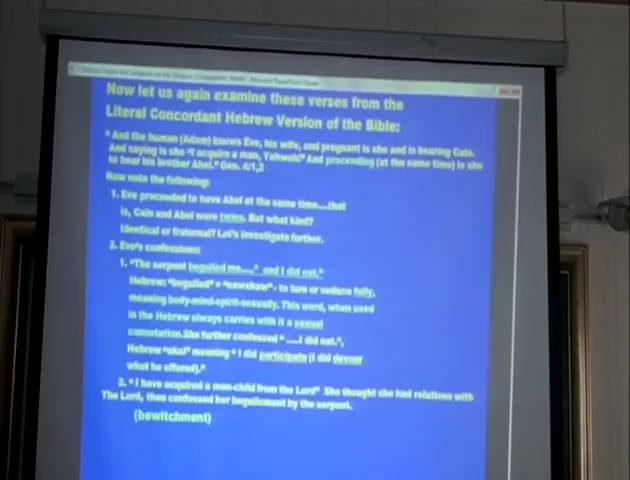 Now let us again examine these verses from the
Literal Concordant Hebrew Version of the Bible:
" And the human (Adam) knows Eve, his wife, and pregnant is she and is bearing Cain.
And saying is she "I acquire a man, Yahweh!" And proceeding (at the same time) is she
to bear his brother Abel." Gen. 4:1,2
Now note the following:
1. Eve proceeded to have Abel at the same time....that
is, Cain and Abel were twins. But what kind?
Identical or fraternal? Let's investigate further.
2. Eve's confessions:
1. "The serpent beguiled me....", and I did eat."
Hebrew: "beguiled" = "nawshaw" - to lure or seduce fully,
meaning body-mind-spirit-sexually. This word, when used
in the Hebrew always carries with it a sexual
connotation.She further confessed " ....I did eat.",
Hebrew "akal" meaning " I did participate (I did devour
what he offered)."
2. "I have acquired a man-child from the Lord" She thought she had relations with
The Lord, then confessed her beguilement by the serpent.
(bewitchment)